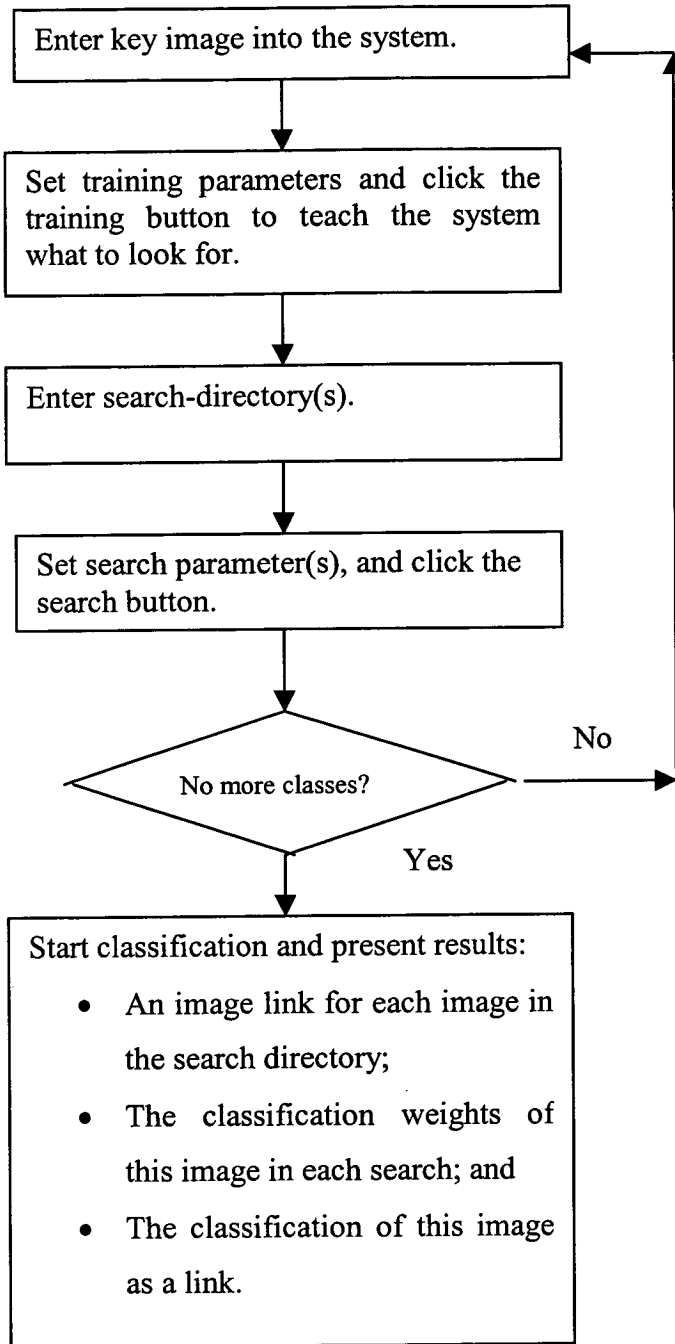 Enter key image into the system.
Set training parameters and click the
training button to teach the system
what to look for.
Enter search-directory(s).
Set search parameter(s), and click the
search button.
No more classes?
No
Yes
Start classification and present results:
• An image link for each image in
the search directory;
• The classification weights of
this image in each search; and
• The classification of this image
as a link.